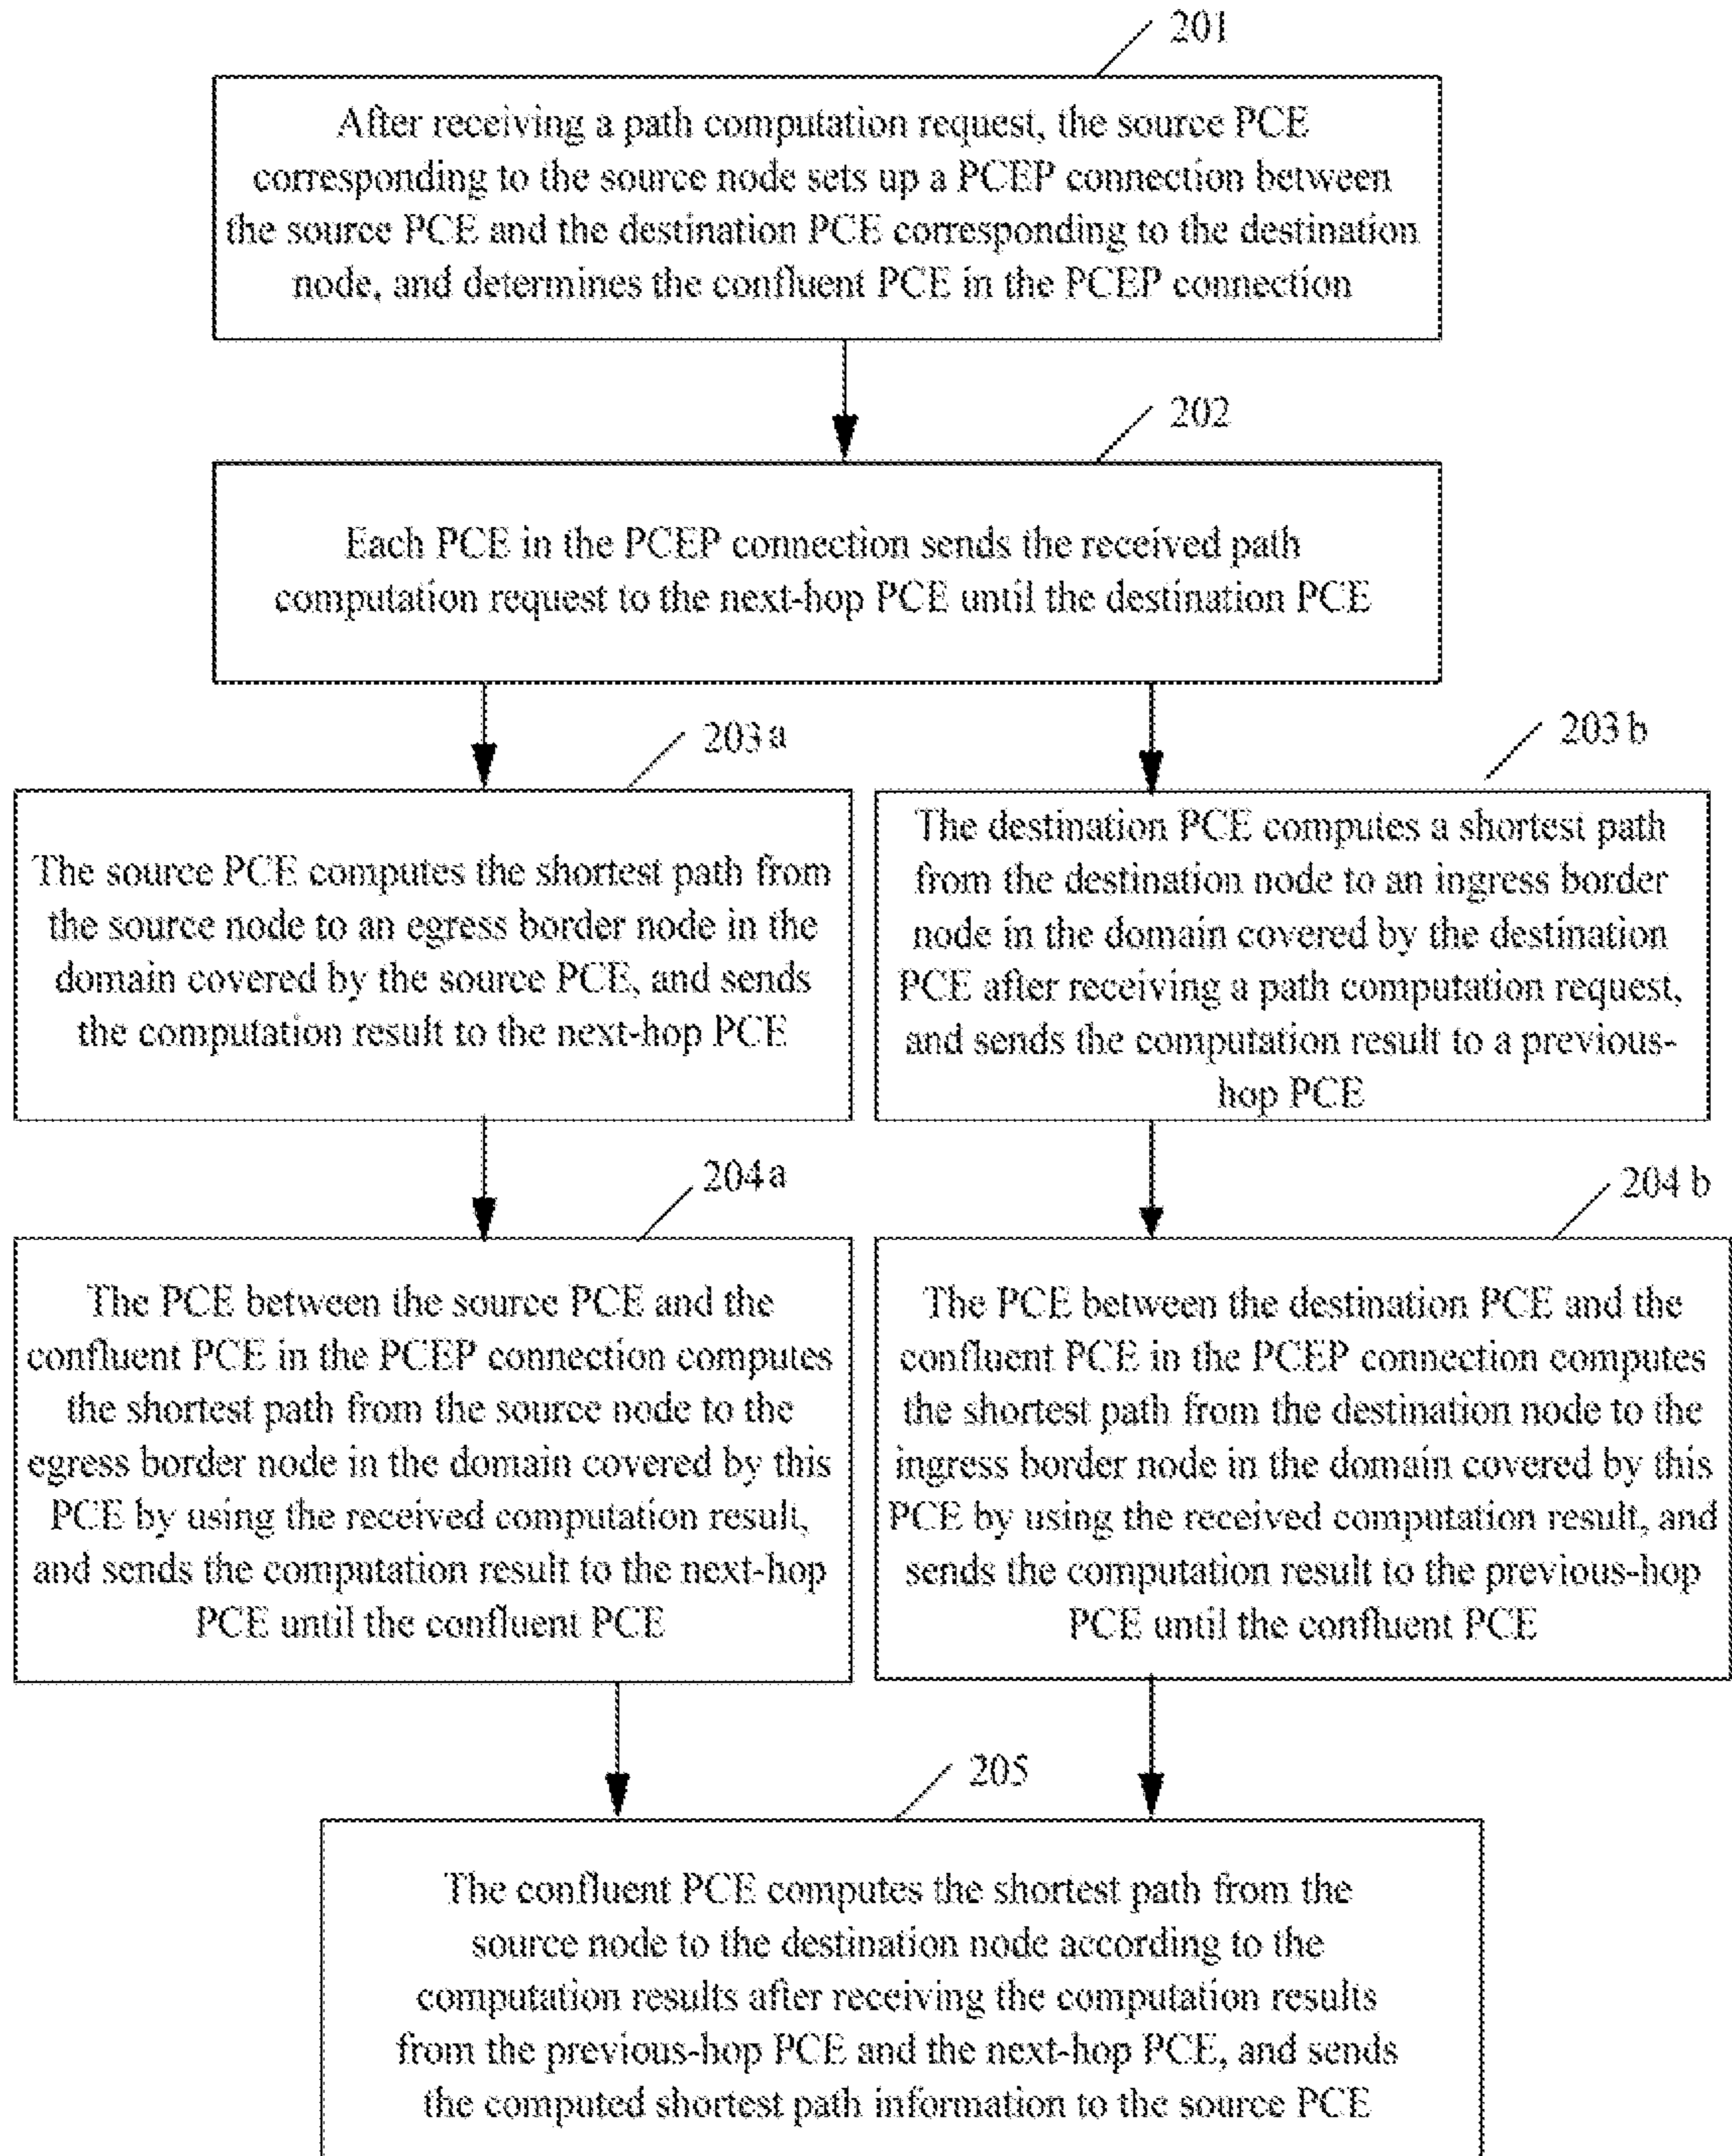 201
After receiving a path computation request, the source PCE
corresponding to the source node sets up a PCEP connection between
the source PCE and the destination PCE corresponding to the destination
node, and determines the confluent PCE in the PCEP connection
202
Each PCE in the PCEP connection sends the received path
computation request to the next-hop PCE until the destination PCE
203a
The source PCE computes the shortest path from
the source node to an egress border node in the
domain covered by the source PCE, and sends
the computation result to the next-hop PCE
203b
The destination PCE computes a shortest path
from the destination node to an ingress border
node in the domain covered by the destination
PCE after receiving a path computation request,
and sends the computation result to a previous-
hop PCE
204a
The PCE between the source PCE and the
confluent PCE in the PCEP connection computes
the shortest path from the source node to the
egress border node in the domain covered by this
PCE by using the received computation result,
and sends the computation result to the next-hop
PCE until the confluent PCE
204b
The PCE between the destination PCE and the
confluent PCE in the PCEP connection computes
the shortest path from the destination node to the
ingress border node in the domain covered by this
PCE by using the received computation result, and
sends the computation result to the previous-hop
PCE until the confluent PCE
205
The confluent PCE computes the shortest path from the
source node to the destination node according to the
computation results after receiving the computation results
from the previous-hop PCE and the next-hop PCE, and sends
the computed shortest path information to the source PCE